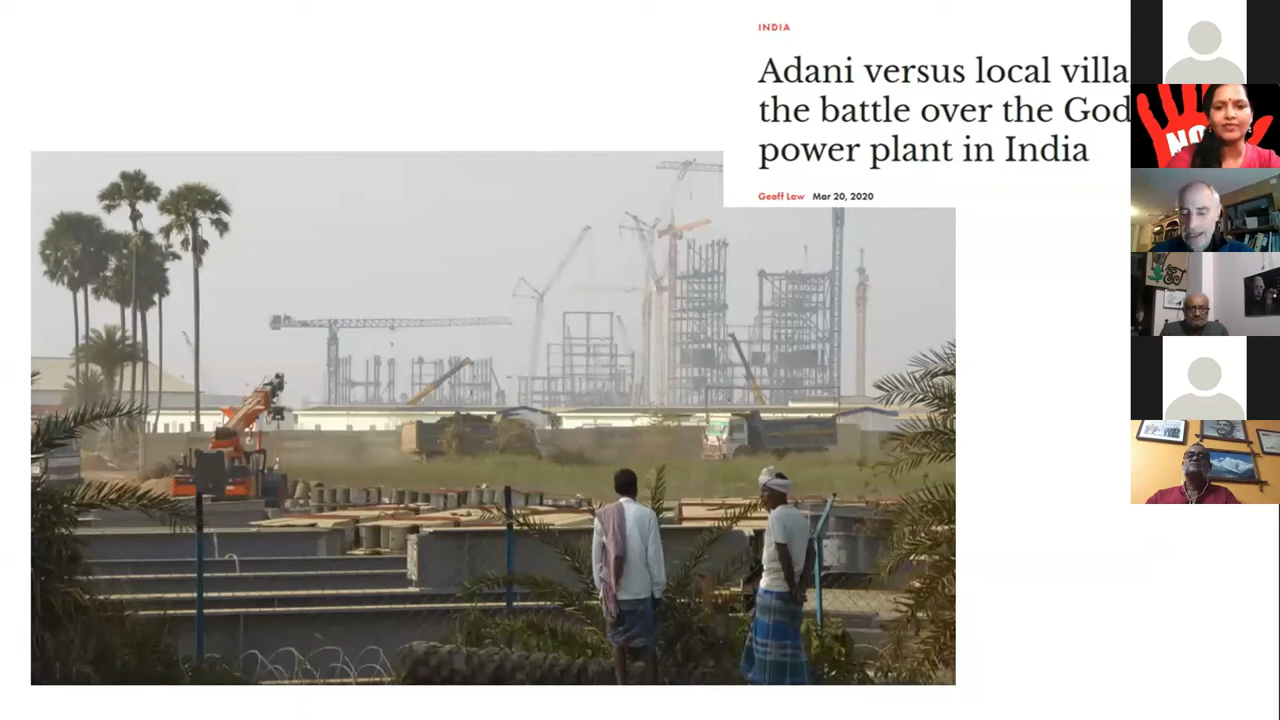 INDIA
Adani versus local villa
the battle over the God
power plant in India
Geoff Law Mar 20, 2020
NO